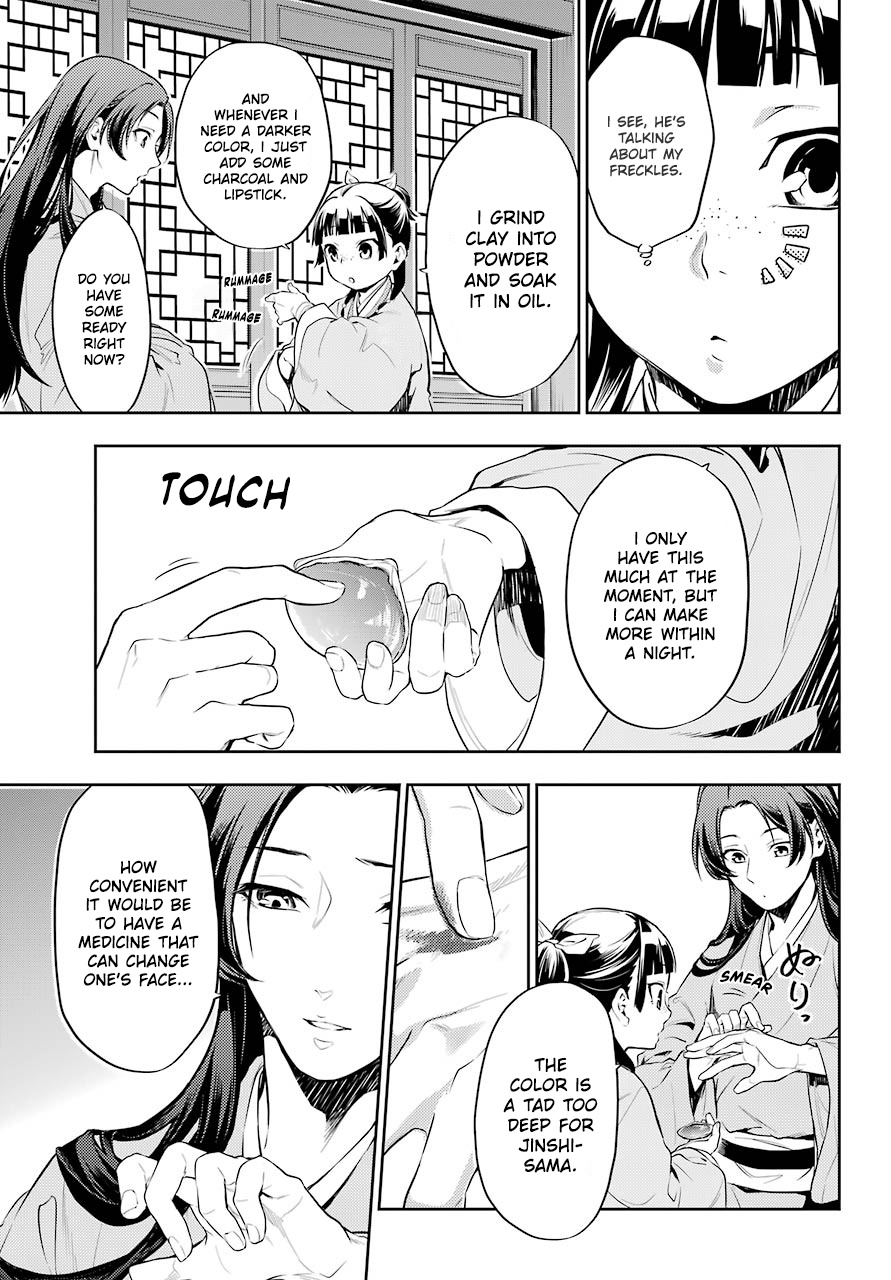 I SEE, HE'S
TALKING
ABOUT MY
FRECKLES.
I GRIND
CLAY INTO
POWDER
AND SOAK
IT IN OIL.
AND
WHENEVER I
NEED A DARKER
COLOR, I JUST
ADD SOME
CHARCOAL AND
LIPSTICK.
RUMMAGE
RUMMAGE
DO YOU
HAVE
SOME
READY
RIGHT
NOW?
I ONLY
HAVE THIS
MUCH AT THE
MOMENT, BUT
I CAN MAKE
MORE WITHIN
A NIGHT.
TOUCH
ぬりっ
SMEAR
THE
COLOR IS
A TAD TOO
DEEP FOR
JINSHI-
SAMA.
HOW
CONVENIENT
IT WOULD BE
TO HAVE A
MEDICINE THAT
CAN CHANGE
ONE'S FACE...